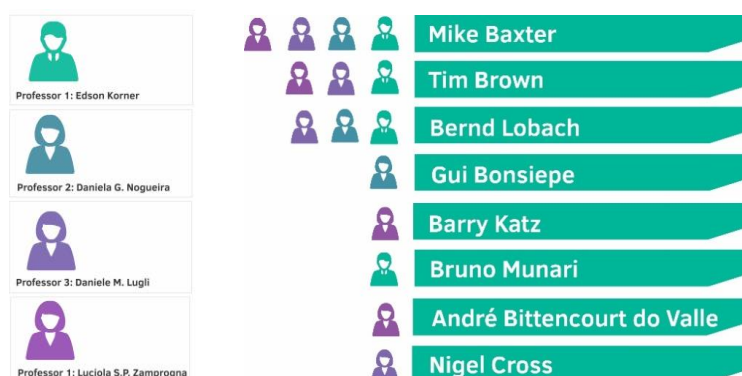 Professor 1: Edson Korner
Professor 2: Daniela G. Nogueira
Professor 3: Daniele M. Lugli
Professor 1: Luciola S.P. Zamprogna
Mike Baxter
Tim Brown
Bernd Lobach
Gui Bonsiepe
Barry Katz
Bruno Munari
André Bittencourt do Valle
Nigel Cross